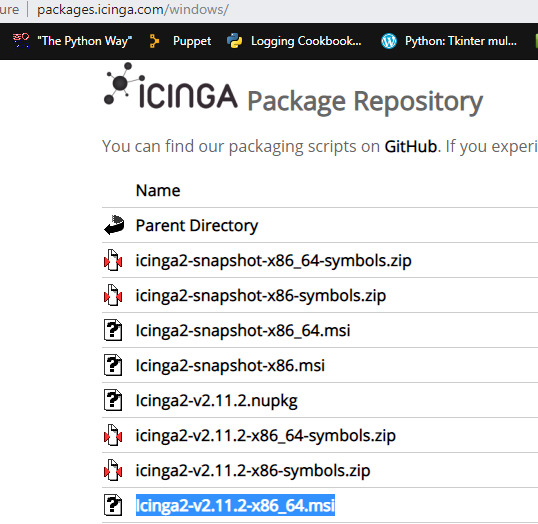 ure | packages.icinga.com/windows/
"The Python Way" Puppet Logging Cookbook... Python: Tkinter mul...
ICINGA Package Repository
You can find our packaging scripts on GitHub. If you experi
Name
Parent Directory
icinga2-snapshot-x86_64-symbols.zip
icinga2-snapshot-x86-symbols.zip
Icinga2-snapshot-x86_64.msi
Icinga2-snapshot-x86.msi
Icinga2-v2.11.2.nupkg
icinga2-v2.11.2-x86_64-symbols.zip
icinga2-v2.11.2-x86-symbols.zip
Icinga2-v2.11.2-x86_64.msi